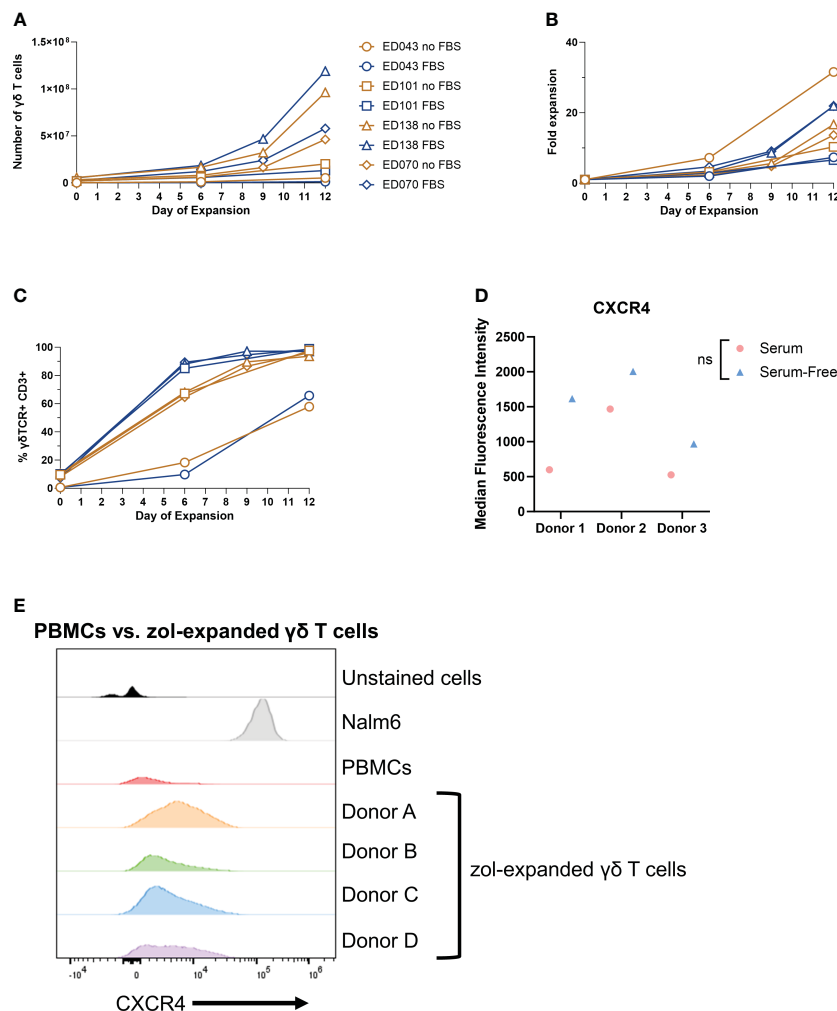 A
1.5×10⁸
1×10⁸
5×10⁷
0
Number of γδ T cells
0 1 2 3 4 5 6 7 8 9 10 11 12
Day of Expansion
ED043 no FBS
ED043 FBS
ED101 no FBS
ED101 FBS
ED138 no FBS
ED138 FBS
ED070 no FBS
ED070 FBS
B
40
20
0
Fold expansion
0 1 2 3 4 5 6 7 8 9 10 11 12
Day of Expansion
C
100
80
60
40
20
0
% γδTCR+ CD3+
0 1 2 3 4 5 6 7 8 9 10 11 12
Day of Expansion
D
CXCR4
2500
2000
1500
1000
500
0
Median Fluorescence Intensity
Donor 1 Donor 2 Donor 3
ns
Serum
Serum-Free
E
PBMCs vs. zol-expanded γδ T cells
Unstained cells
Nalm6
PBMCs
Donor A
Donor B
Donor C
Donor D
zol-expanded γδ T cells
-10⁴ 0 10⁴ 10⁵ 10⁶
CXCR4